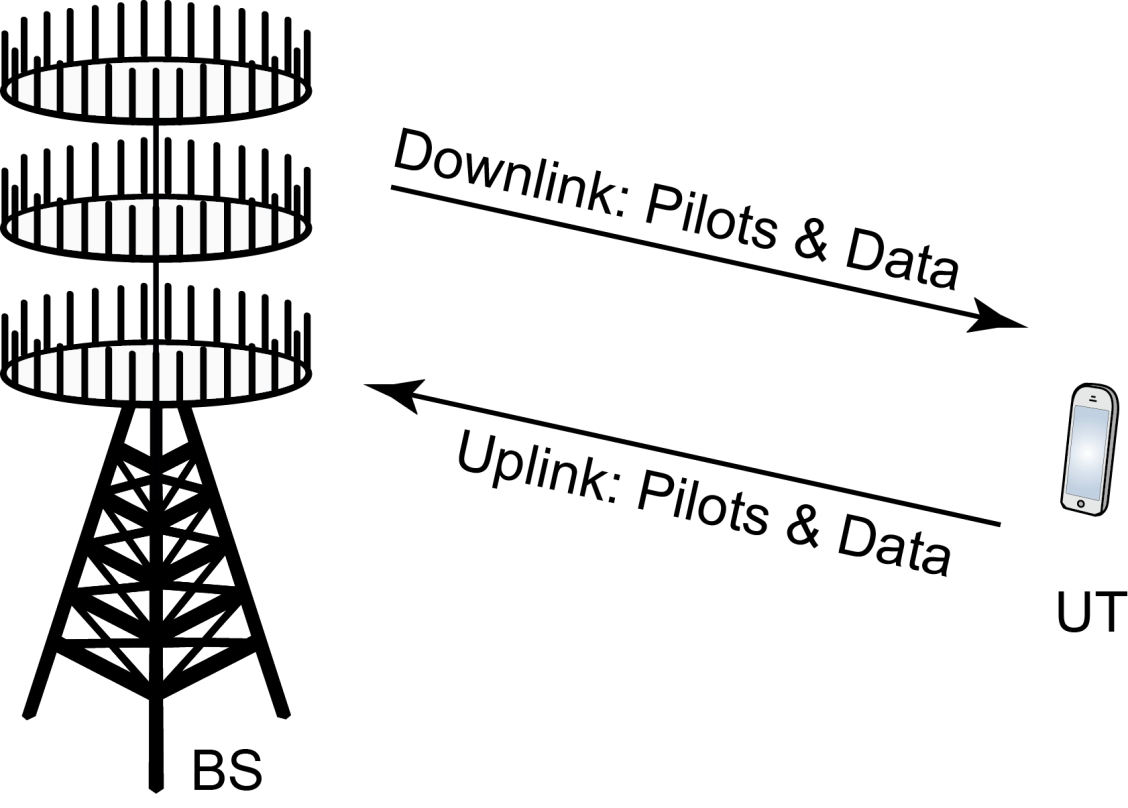 Downlink: Pilots & Data
Uplink: Pilots & Data
UT
BS